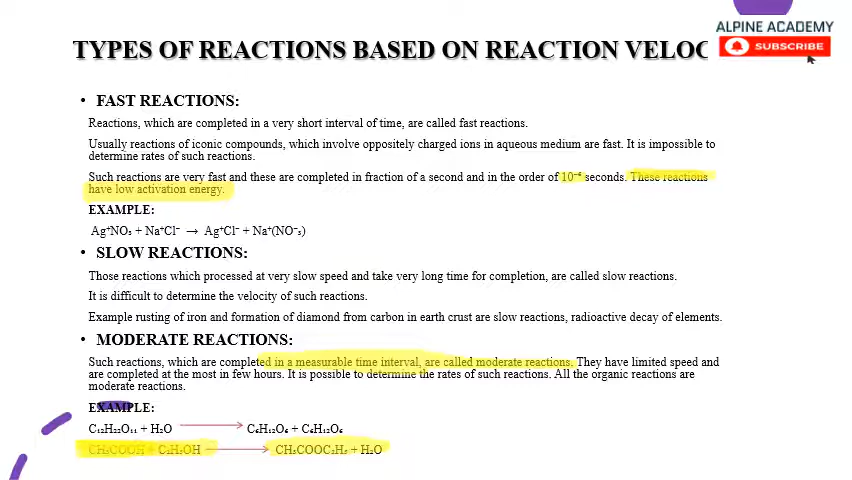 ALPINE ACADEMY
SUBSCRIBE
TYPES OF REACTIONS BASED ON REACTION VELOC
• FAST REACTIONS:
Reactions, which are completed in a very short interval of time, are called fast reactions.
Usually reactions of iconic compounds, which involve oppositely charged ions in aqueous medium are fast. It is impossible to
determine rates of such reactions.
Such reactions are very fast and these are completed in fraction of a second and in the order of 10⁻⁴ seconds. These reactions
have low activation energy.
EXAMPLE:
Ag⁺NO₃ + Na⁺Cl⁻ → Ag⁺Cl⁻ + Na⁺(NO⁻₃)
• SLOW REACTIONS:
Those reactions which processed at very slow speed and take very long time for completion, are called slow reactions.
It is difficult to determine the velocity of such reactions.
Example rusting of iron and formation of diamond from carbon in earth crust are slow reactions, radioactive decay of elements.
• MODERATE REACTIONS:
Such reactions, which are completed in a measurable time interval, are called moderate reactions. They have limited speed and
are completed at the most in few hours. It is possible to determine the rates of such reactions. All the organic reactions are
moderate reactions.
EXAMPLE:
C₁₂H₂₂O₁₁ + H₂O → C₆H₁₂O₆ + C₆H₁₂O₆
CH₃COOH + C₂H₅OH → CH₃COOC₂H₅ + H₂O